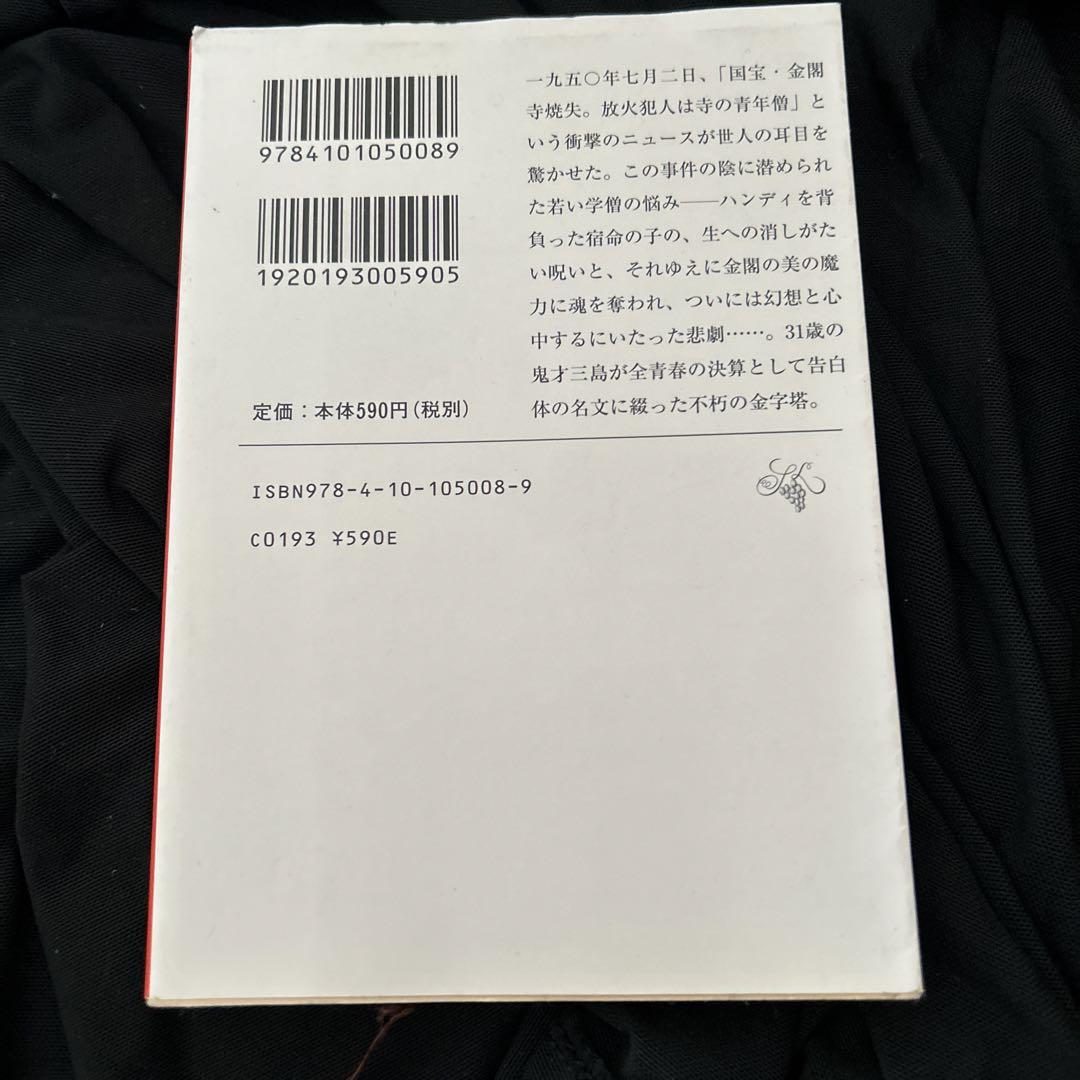 9784101050089
1920193005905
定価：本体590円(税別)
一九五〇年七月二日、「国宝・金閣
寺焼失。放火犯人は寺の青年僧」と
いう衝撃のニュースが世人の耳目を
驚かせた。この事件の陰に潜められ
た若い学僧の悩み――ハンディを背
負った宿命の子の、生への消しがた
い呪いと、それゆえに金閣の美の魔
力に魂を奪われ、ついには幻想と心
中するにいたった悲劇……。31歳の
鬼才三島が全青春の決算として告白
体の名文に綴った不朽の金字塔。
ISBN978-4-10-105008-9
C0193 ¥590E